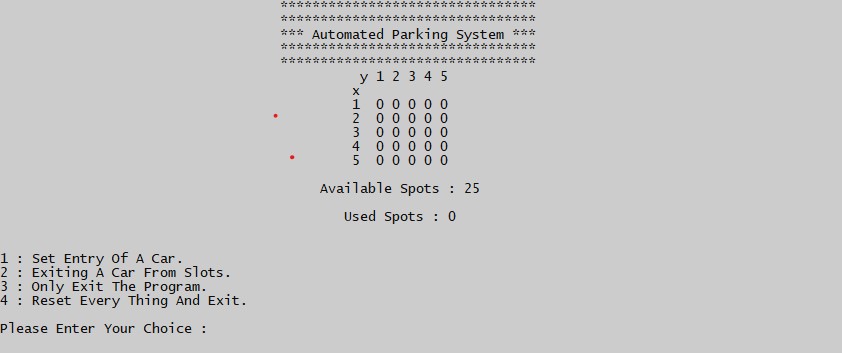 ********************************
********************************
*** Automated Parking System ***
********************************
********************************
y 1 2 3 4 5
x
1 0 0 0 0 0
2 0 0 0 0 0
3 0 0 0 0 0
4 0 0 0 0 0
5 0 0 0 0 0
Available Spots : 25
Used Spots : 0
1 : Set Entry Of A Car.
2 : Exiting A Car From Slots.
3 : Only Exit The Program.
4 : Reset Every Thing And Exit.
Please Enter Your Choice :